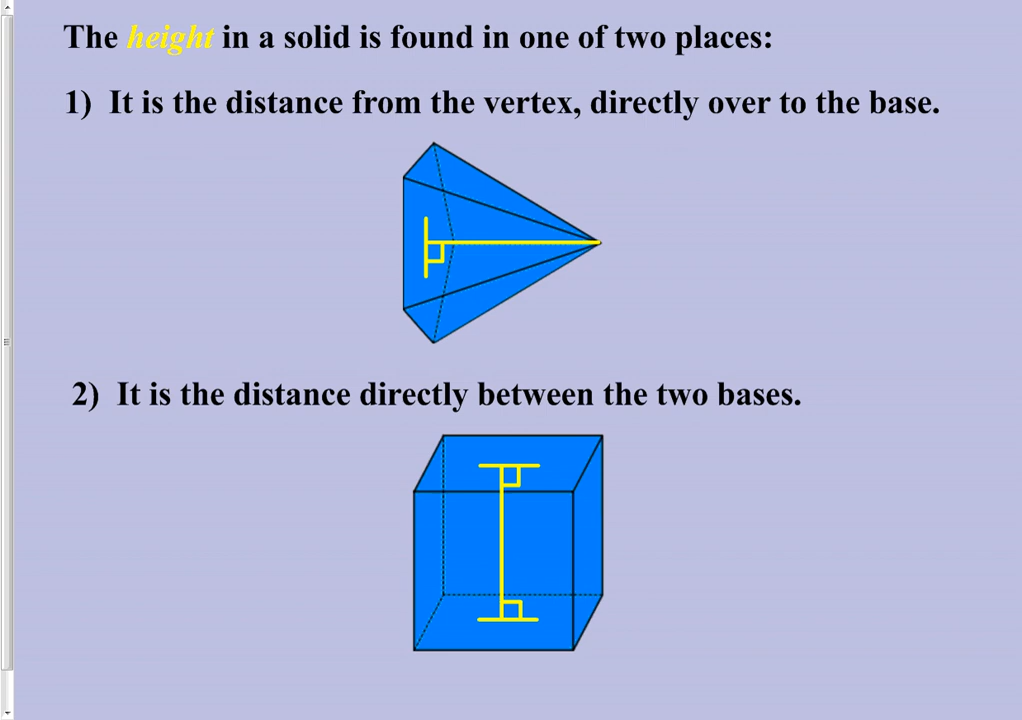 The height in a solid is found in one of two places:
1) It is the distance from the vertex, directly over to the base.
2) It is the distance directly between the two bases.